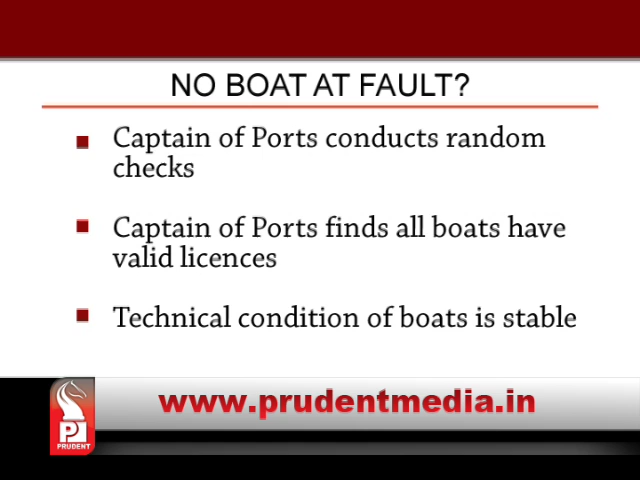 NO BOAT AT FAULT?
Captain of Ports conducts random
checks
Captain of Ports finds all boats have
valid licences
Technical condition of boats is stable
www.prudentmedia.in
P
PRUDENT